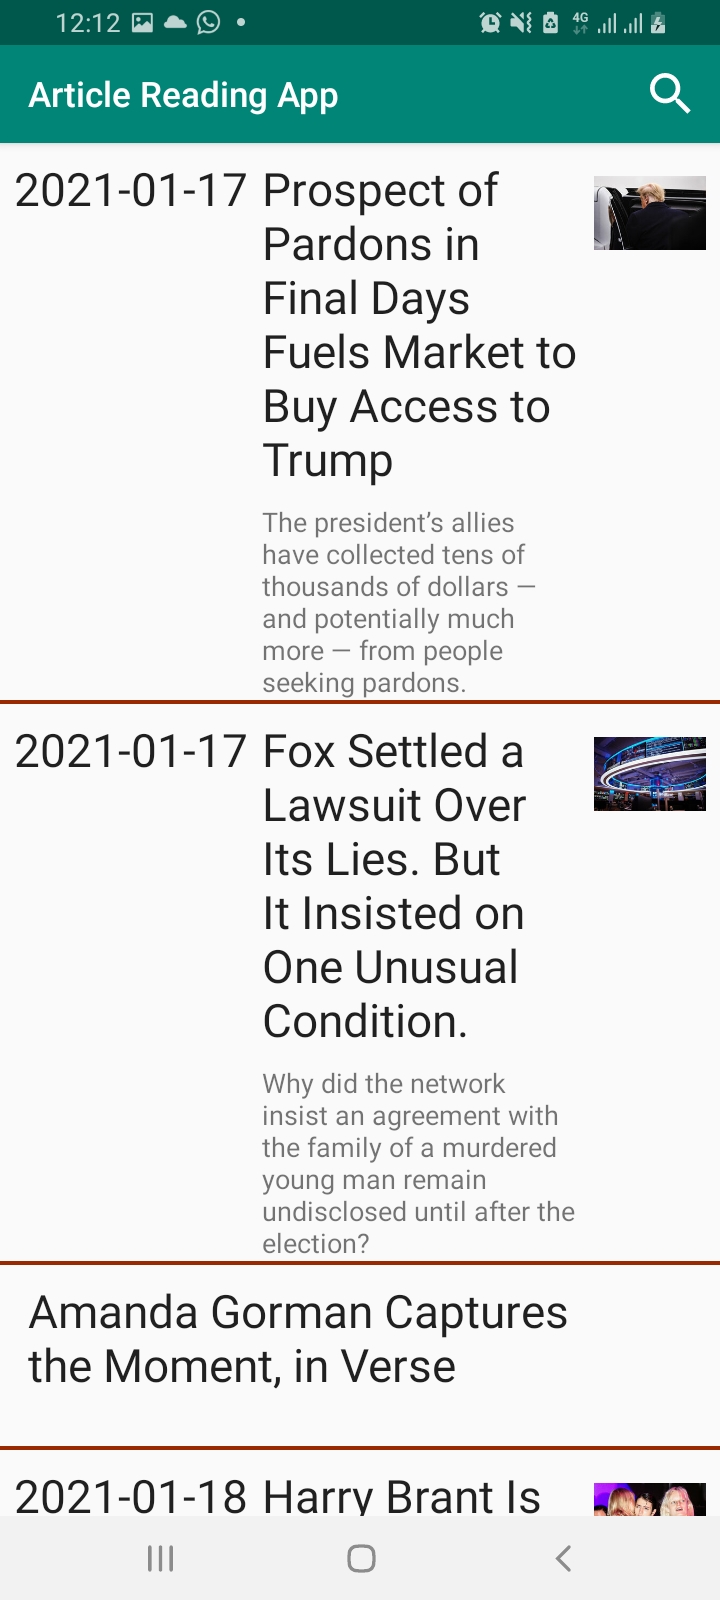 12:12
4G
Article Reading App
2021-01-17
Prospect of
Pardons in
Final Days
Fuels Market to
Buy Access to
Trump
The president’s allies
have collected tens of
thousands of dollars —
and potentially much
more — from people
seeking pardons.
2021-01-17
Fox Settled a
Lawsuit Over
Its Lies. But
It Insisted on
One Unusual
Condition.
Why did the network
insist an agreement with
the family of a murdered
young man remain
undisclosed until after the
election?
Amanda Gorman Captures
the Moment, in Verse
2021-01-18
Harry Brant Is